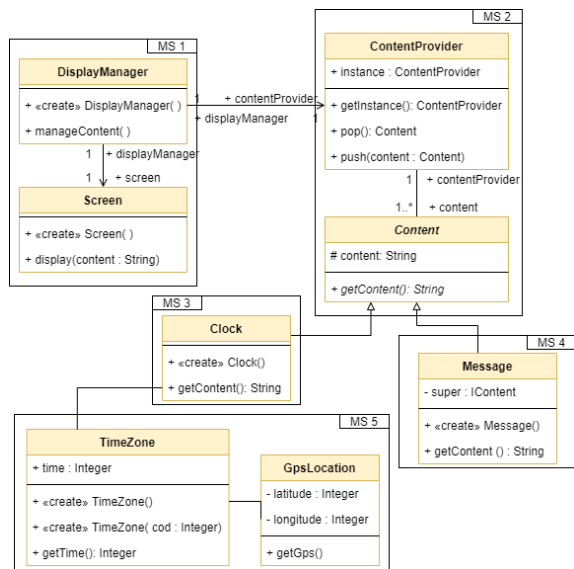 MS 1
DisplayManager
+ «create» DisplayManager( )
+ manageContent( )
1
+ contentProvider
+ displayManager
1
1
+ displayManager
1
+ screen
Screen
+ «create» Screen( )
+ display(content : String)
MS 2
ContentProvider
+ instance : ContentProvider
+ getInstance(): ContentProvider
+ pop(): Content
+ push(content : Content)
1
+ contentProvider
1..*
+ content
Content
# content: String
+ getContent(): String
MS 3
Clock
+ «create» Clock()
+ getContent(): String
MS 4
Message
- super : IContent
+ «create» Message()
+ getContent () : String
MS 5
TimeZone
+ time : Integer
+ «create» TimeZone()
+ «create» TimeZone( cod : Integer)
+ getTime(): Integer
GpsLocation
- latitude : Integer
- longitude : Integer
+ getGps()